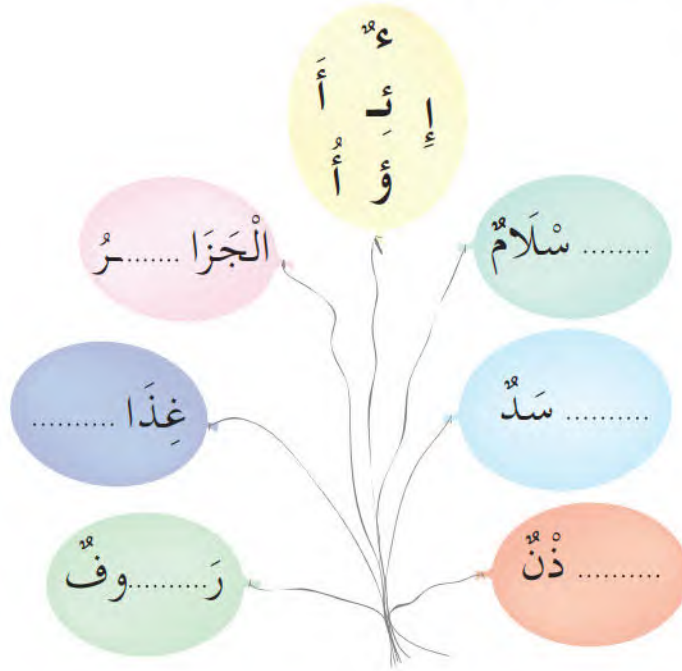 ءٌ
أَ ئِـ إِ
أُ ؤ
......... سْلَامٌ
الْجَزَا ........ـرُ
.......... سَدٌ
غِذَا ..........
.......... ذْنٌ
رَ..........وفٌ